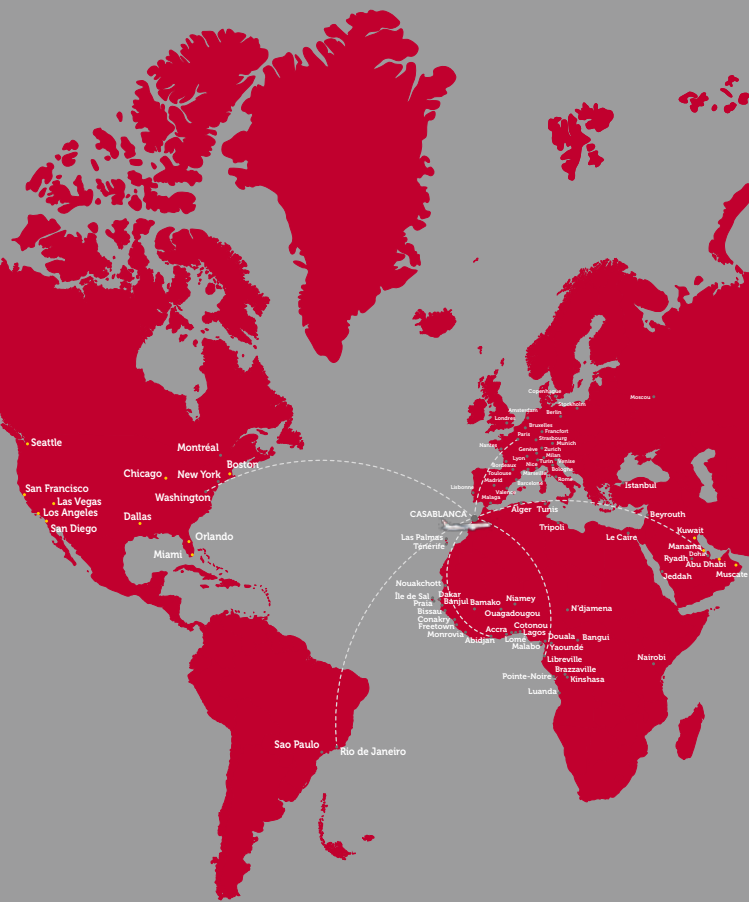 Seattle
San Francisco
Las Vegas
Los Angeles
San Diego
Chicago
Dallas
Montréal
Boston
New York
Washington
Orlando
Miami
Sao Paulo
Rio de Janeiro
Copenhague
Stockholm
Moscou
Amsterdam
Londres
Berlin
Bruxelles
Paris
Francfort
Strasbourg
Nantes
Munich
Genève
Zurich
Lyon
Milan
Turin
Venise
Bordeaux
Nice
Bologne
Toulouse
Marseille
Madrid
Barcelone
Rome
Lisbonne
Valence
Malaga
Istanbul
CASABLANCA
Alger
Tunis
Tripoli
Le Caire
Beyrouth
Kuwait
Manama
Doha
Ryadh
Abu Dhabi
Muscate
Jeddah
Las Palmas
Ténérife
Nouakchott
Île de Sal
Dakar
Praia
Banjul
Bamako
Niamey
Bissau
Ouagadougou
Conakry
Freetown
Monrovia
Abidjan
Accra
Lomé
Cotonou
Lagos
Malabo
Douala
Yaoundé
N'djamena
Bangui
Libreville
Brazzaville
Pointe-Noire
Kinshasa
Luanda
Nairobi